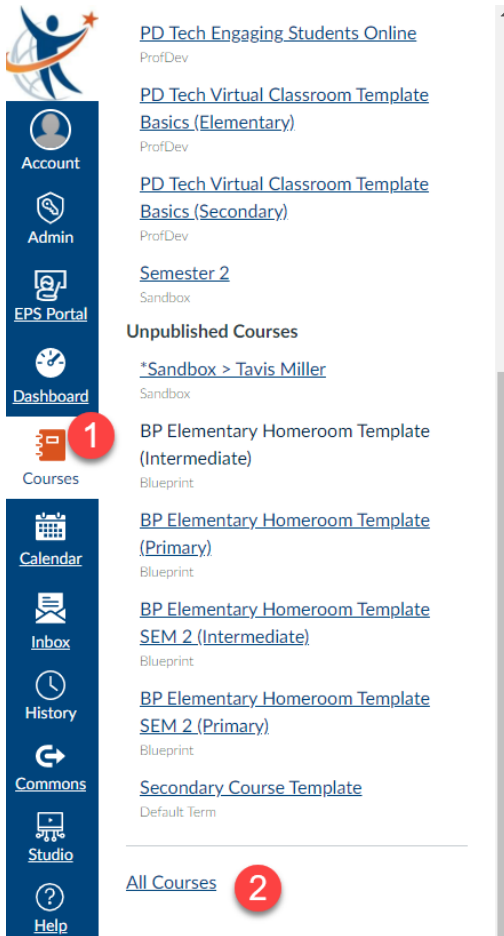 Account
Admin
EPS Portal
Dashboard
1
Courses
Calendar
Inbox
History
Commons
Studio
Help
PD Tech Engaging Students Online
ProfDev
PD Tech Virtual Classroom Template
Basics (Elementary)
ProfDev
PD Tech Virtual Classroom Template
Basics (Secondary)
ProfDev
Semester 2
Sandbox
Unpublished Courses
*Sandbox > Tavis Miller
Sandbox
BP Elementary Homeroom Template
(Intermediate)
Blueprint
BP Elementary Homeroom Template
(Primary)
Blueprint
BP Elementary Homeroom Template
SEM 2 (Intermediate)
Blueprint
BP Elementary Homeroom Template
SEM 2 (Primary)
Blueprint
Secondary Course Template
Default Term
All Courses
2